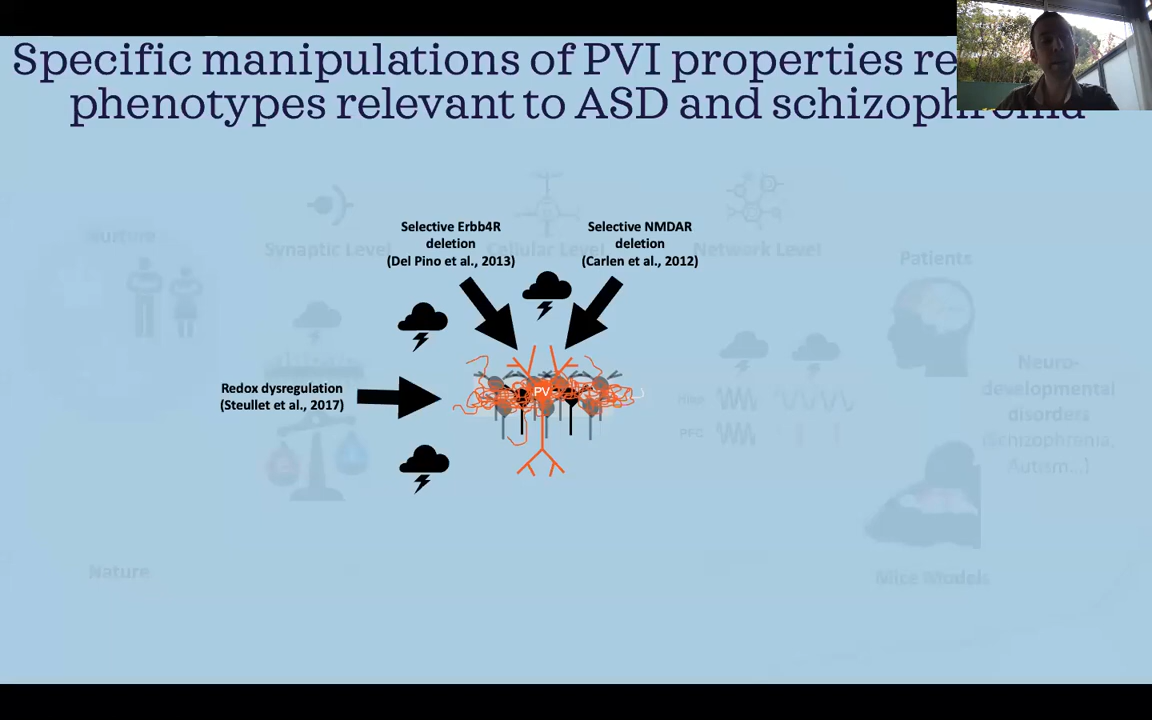 Specific manipulations of PVI properties re
phenotypes relevant to ASD and schizophrenia
Nurture
Synaptic Level
Cellular Level
Network Level
Patients
Selective Erbb4R
deletion
(Del Pino et al., 2013)
Selective NMDAR
deletion
(Carlen et al., 2012)
Redox dysregulation
(Steullet et al., 2017)
PV
PFC
Neuro-
developmental
disorders
(Schizophrenia,
Autism...)
Nature
Mice Models